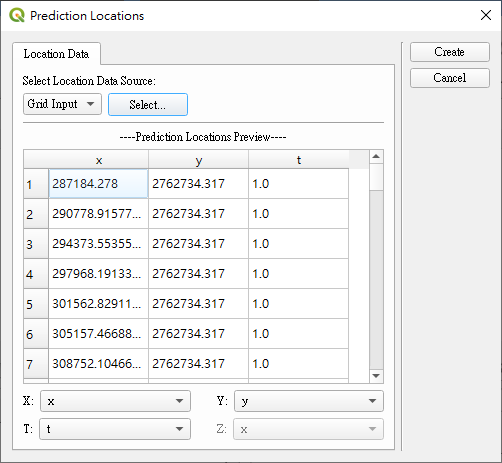 Prediction Locations
Location Data
Select Location Data Source:
Grid Input Select...
----Prediction Locations Preview----
x y t
1 287184.278 2762734.317 1.0
2 290778.91577... 2762734.317 1.0
3 294373.55355... 2762734.317 1.0
4 297968.19133... 2762734.317 1.0
5 301562.82911... 2762734.317 1.0
6 305157.46688... 2762734.317 1.0
7 308752.10466... 2762734.317 1.0
X: x Y: y
T: t Z: x
Create
Cancel